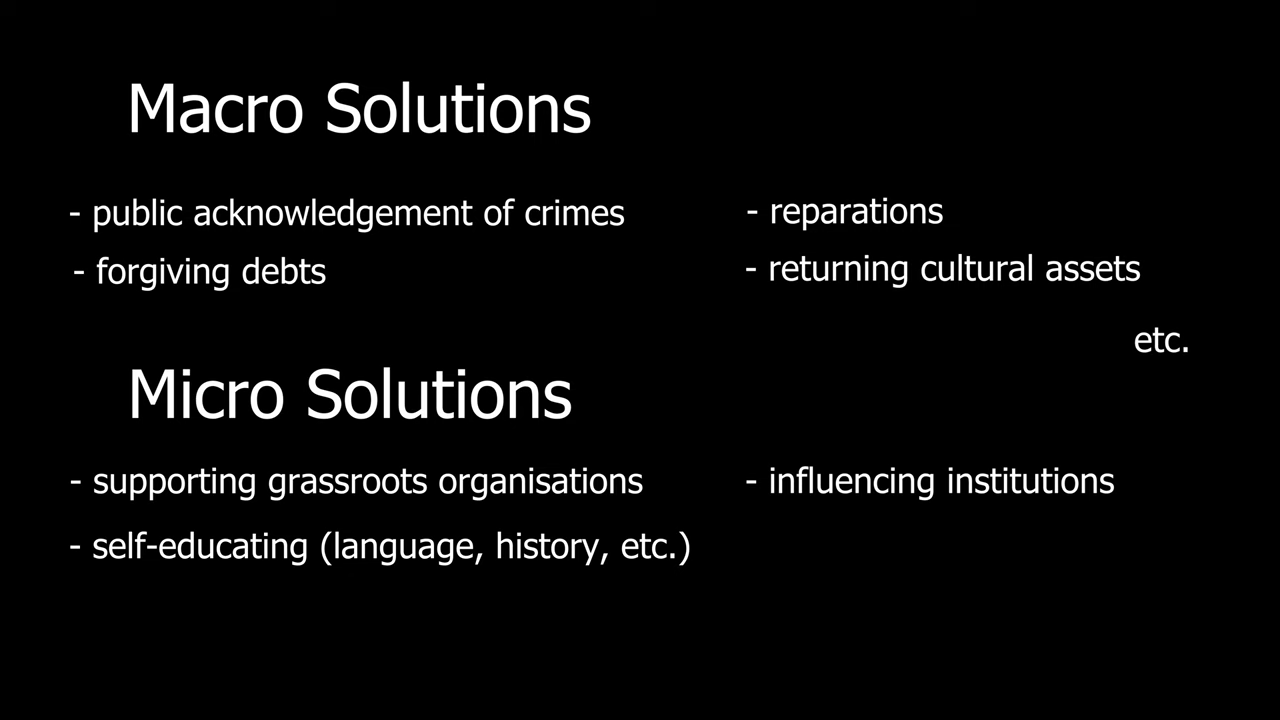 Macro Solutions
- public acknowledgement of crimes
- reparations
- forgiving debts
- returning cultural assets
etc.
Micro Solutions
- supporting grassroots organisations
- influencing institutions
- self-educating (language, history, etc.)